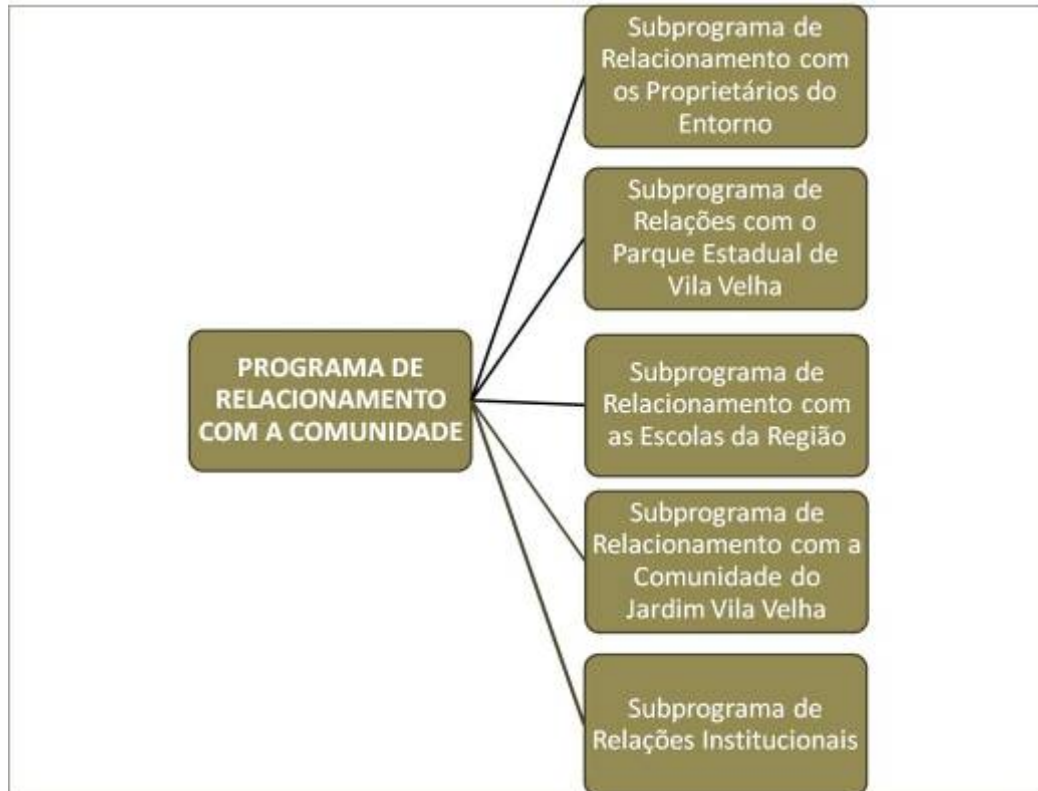 Subprograma de
Relacionamento com
os Proprietários do
Entorno
Subprograma de
Relações com o
Parque Estadual de
Vila Velha
PROGRAMA DE
RELACIONAMENTO
COM A COMUNIDADE
Subprograma de
Relacionamento com
as Escolas da Região
Subprograma de
Relacionamento com a
Comunidade do
Jardim Vila Velha
Subprograma de
Relações Institucionais